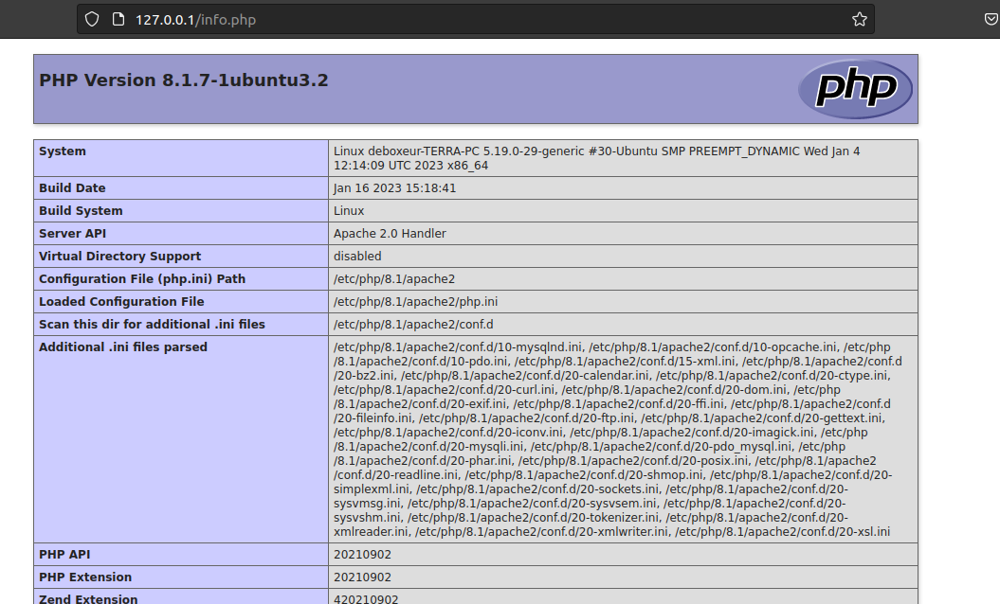 127.0.0.1/info.php
PHP Version 8.1.7-1ubuntu3.2
php
System
Linux deboxeur-TERRA-PC 5.19.0-29-generic #30-Ubuntu SMP PREEMPT_DYNAMIC Wed Jan 4
12:14:09 UTC 2023 x86_64
Build Date
Jan 16 2023 15:18:41
Build System
Linux
Server API
Apache 2.0 Handler
Virtual Directory Support
disabled
Configuration File (php.ini) Path
/etc/php/8.1/apache2
Loaded Configuration File
/etc/php/8.1/apache2/php.ini
Scan this dir for additional .ini files
/etc/php/8.1/apache2/conf.d
Additional .ini files parsed
/etc/php/8.1/apache2/conf.d/10-mysqlnd.ini, /etc/php/8.1/apache2/conf.d/10-opcache.ini, /etc/php
/8.1/apache2/conf.d/10-pdo.ini, /etc/php/8.1/apache2/conf.d/15-xml.ini, /etc/php/8.1/apache2/conf.d
/20-bz2.ini, /etc/php/8.1/apache2/conf.d/20-calendar.ini, /etc/php/8.1/apache2/conf.d/20-ctype.ini,
/etc/php/8.1/apache2/conf.d/20-curl.ini, /etc/php/8.1/apache2/conf.d/20-dom.ini, /etc/php
/8.1/apache2/conf.d/20-exif.ini, /etc/php/8.1/apache2/conf.d/20-ffi.ini, /etc/php/8.1/apache2/conf.d
/20-fileinfo.ini, /etc/php/8.1/apache2/conf.d/20-ftp.ini, /etc/php/8.1/apache2/conf.d/20-gettext.ini,
/etc/php/8.1/apache2/conf.d/20-iconv.ini, /etc/php/8.1/apache2/conf.d/20-imagick.ini, /etc/php
/8.1/apache2/conf.d/20-mysqli.ini, /etc/php/8.1/apache2/conf.d/20-pdo_mysql.ini, /etc/php
/8.1/apache2/conf.d/20-phar.ini, /etc/php/8.1/apache2/conf.d/20-posix.ini, /etc/php/8.1/apache2
/conf.d/20-readline.ini, /etc/php/8.1/apache2/conf.d/20-shmop.ini, /etc/php/8.1/apache2/conf.d/20-
simplexml.ini, /etc/php/8.1/apache2/conf.d/20-sockets.ini, /etc/php/8.1/apache2/conf.d/20-
sysvmsg.ini, /etc/php/8.1/apache2/conf.d/20-sysvsem.ini, /etc/php/8.1/apache2/conf.d/20-
sysvshm.ini, /etc/php/8.1/apache2/conf.d/20-tokenizer.ini, /etc/php/8.1/apache2/conf.d/20-
xmlreader.ini, /etc/php/8.1/apache2/conf.d/20-xmlwriter.ini, /etc/php/8.1/apache2/conf.d/20-xsl.ini
PHP API
20210902
PHP Extension
20210902
Zend Extension
420210902